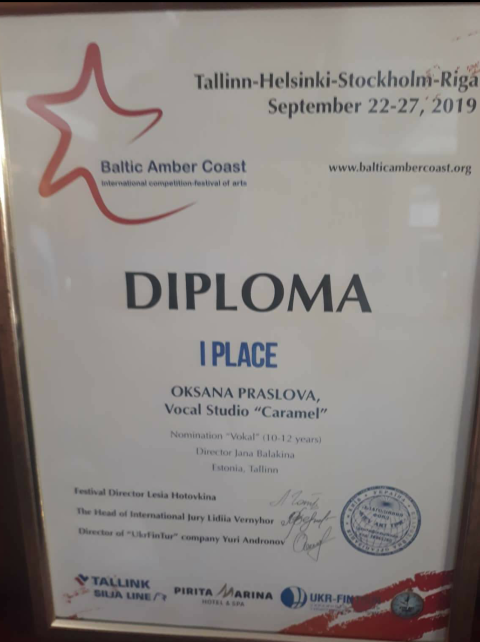 Tallinn-Helsinki-Stockholm-Riga
September 22-27, 2019
Baltic Amber Coast
international competition-festival of arts
www.balticambercoast.org
DIPLOMA
I PLACE
OKSANA PRASLOVA,
Vocal Studio "Caramel"
Nomination "Vokal" (10-12 years)
Director Jana Balakina
Estonia, Tallinn
Festival Director Lesia Hotovkina
The Head of International Jury Lidiia Vernyhor
Director of "UkrFinTur" company Yuri Andronov
TALLINK
SILJA LINE
PIRITA MARINA
HOTEL & SPA
UKR-FIN